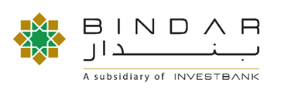 BINDAR
بندار
A subsidiary of INVESTBANK